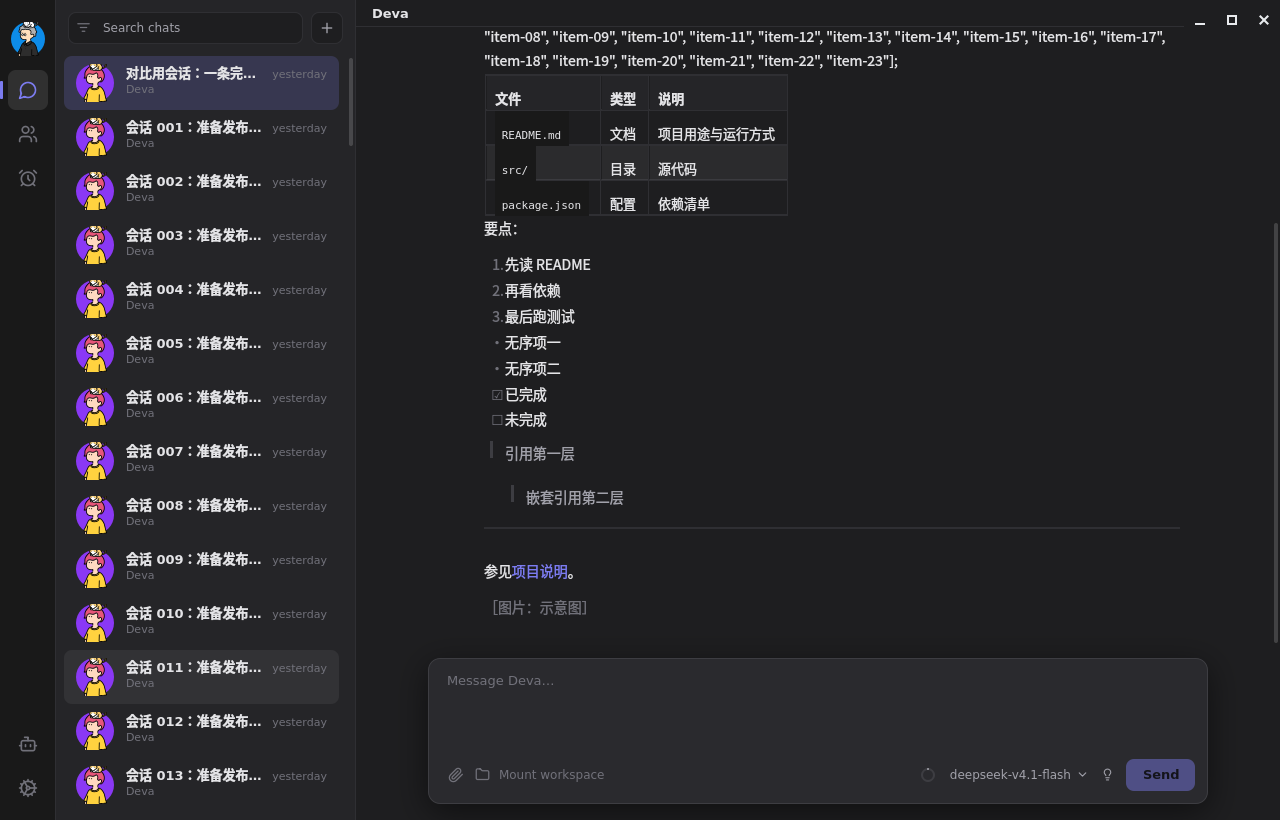 Search chats
对比用会话：一条完... yesterday
Deva
会话 001：准备发布... yesterday
Deva
会话 002：准备发布... yesterday
Deva
会话 003：准备发布... yesterday
Deva
会话 004：准备发布... yesterday
Deva
会话 005：准备发布... yesterday
Deva
会话 006：准备发布... yesterday
Deva
会话 007：准备发布... yesterday
Deva
会话 008：准备发布... yesterday
Deva
会话 009：准备发布... yesterday
Deva
会话 010：准备发布... yesterday
Deva
会话 011：准备发布... yesterday
Deva
会话 012：准备发布... yesterday
Deva
会话 013：准备发布... yesterday
Deva
Deva
"item-08", "item-09", "item-10", "item-11", "item-12", "item-13", "item-14", "item-15", "item-16", "item-17",
"item-18", "item-19", "item-20", "item-21", "item-22", "item-23"];
文件 类型 说明
README.md 文档 项目用途与运行方式
src/ 目录 源代码
package.json 配置 依赖清单
要点：
1. 先读 README
2. 再看依赖
3. 最后跑测试
• 无序项一
• 无序项二
☑ 已完成
☐ 未完成
引用第一层
嵌套引用第二层
参见项目说明。
［图片：示意图］
Message Deva...
Mount workspace
deepseek-v4.1-flash
Send